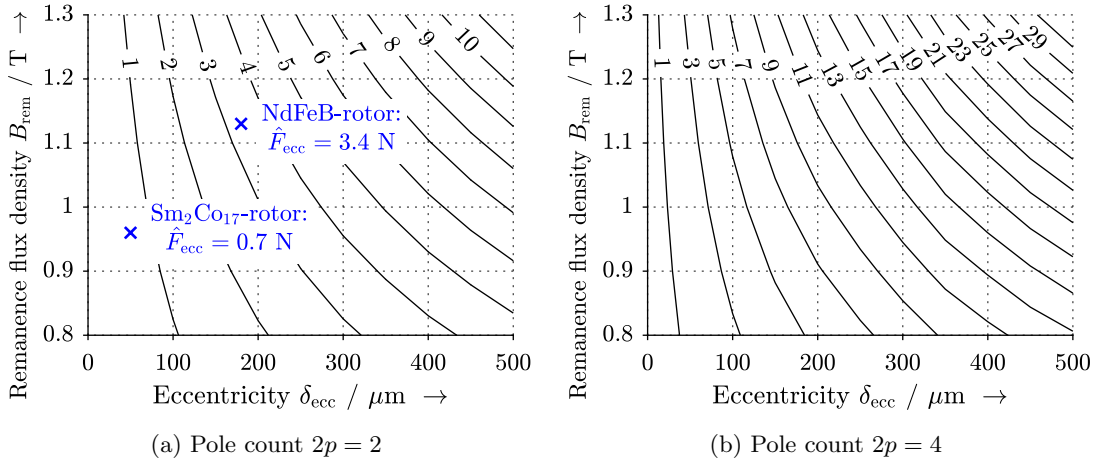 Remanence flux density B_rem / T →
1.3
1.2
1.1
1
0.9
0.8
1 2 3 4 5 6 7 8 9 10
NdFeB-rotor:
F̂_ecc = 3.4 N
Sm₂Co₁₇-rotor:
F̂_ecc = 0.7 N
0 100 200 300 400 500
Eccentricity δ_ecc / μm →
(a) Pole count 2p = 2
Remanence flux density B_rem / T →
1.3
1.2
1.1
1
0.9
0.8
1 3 5 7 9 11 13 15 17 19 21 23 25 27 29
0 100 200 300 400 500
Eccentricity δ_ecc / μm →
(b) Pole count 2p = 4